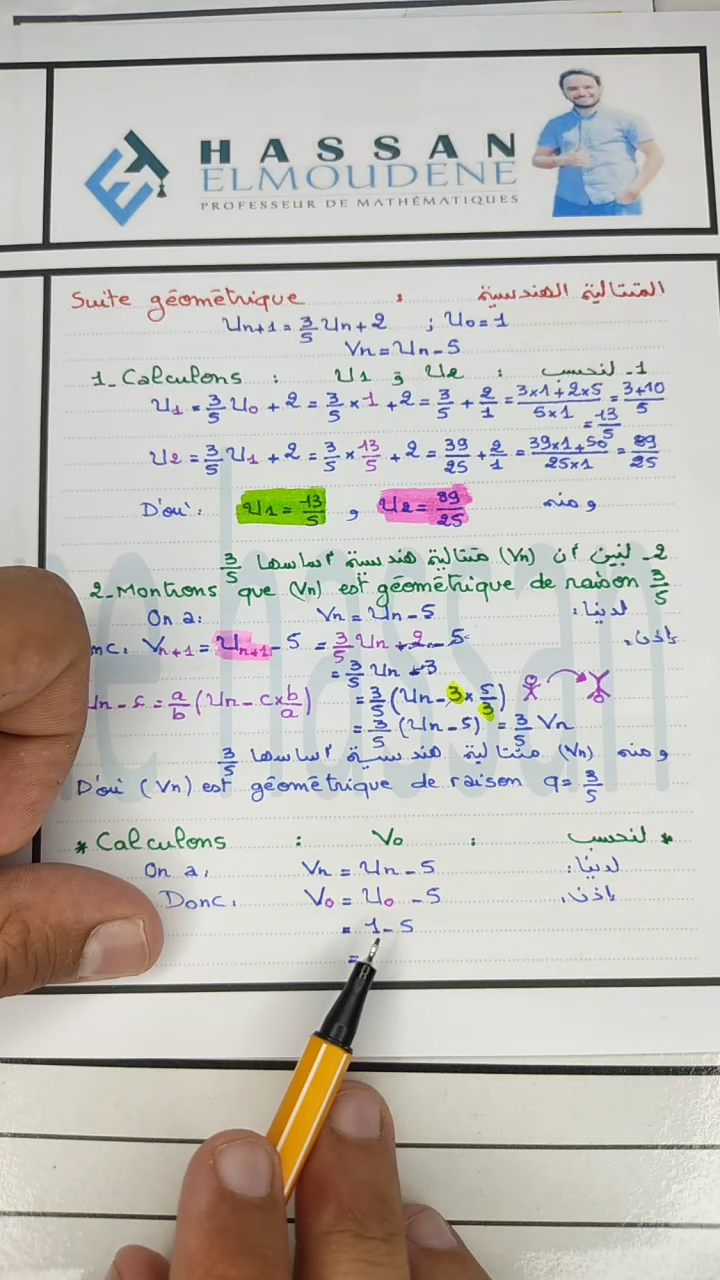 HASSAN
ELMOUDENE
PROFESSEUR DE MATHÉMATIQUES
Suite géométrique : المتتالية الهندسية
Un+1 = 3/5 Un + 2 ; U0 = 1
Vn = Un - 5
1- Calculons : U1 و U2 : 1- لنحسب
U1 = 3/5 U0 + 2 = 3/5 × 1 + 2 = 3/5 + 2/1 = (3×1+2×5)/(5×1) = (3+10)/5
= 13/5
U2 = 3/5 U1 + 2 = 3/5 × 13/5 + 2 = 39/25 + 2/1 = (39×1+50)/(25×1) = 89/25
D'où : U1 = 13/5 , U2 = 89/25 ومنه
2- لنبين أن (Vn) متتالية هندسية أساسها 3/5
2- Montrons que (Vn) est géométrique de raison 3/5
On a : Vn = Un - 5 لدينا :
nc. Vn+1 = Un+1 - 5 = 3/5 Un + 2 - 5 إذن.
= 3/5 Un - 3
Un - c = a/b (Un - c × b/a) = 3/5 (Un - 3 × 5/3)
= 3/5 (Un - 5) = 3/5 Vn
ومنه (Vn) متتالية هندسية أساسها 3/5
D'où (Vn) est géométrique de raison q = 3/5
* Calculons : V0 : لنحسب *
On a : Vn = Un - 5 لدينا :
Donc. V0 = U0 - 5 إذن.
= 1 - 5
=